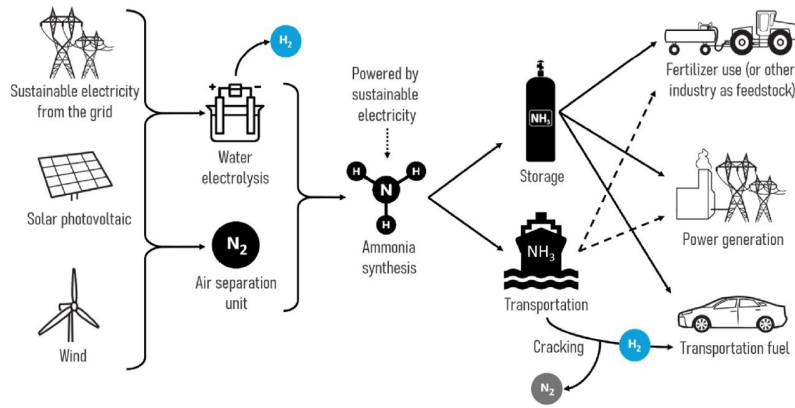 Sustainable electricity
from the grid
Solar photovoltaic
Wind
H₂
+ −
Water
electrolysis
N₂
Air separation
unit
Powered by
sustainable
electricity
H
H
N
H
Ammonia
synthesis
NH₃
Storage
NH₃
Transportation
Cracking
H₂
N₂
Fertilizer use (or other
industry as feedstock)
Power generation
Transportation fuel